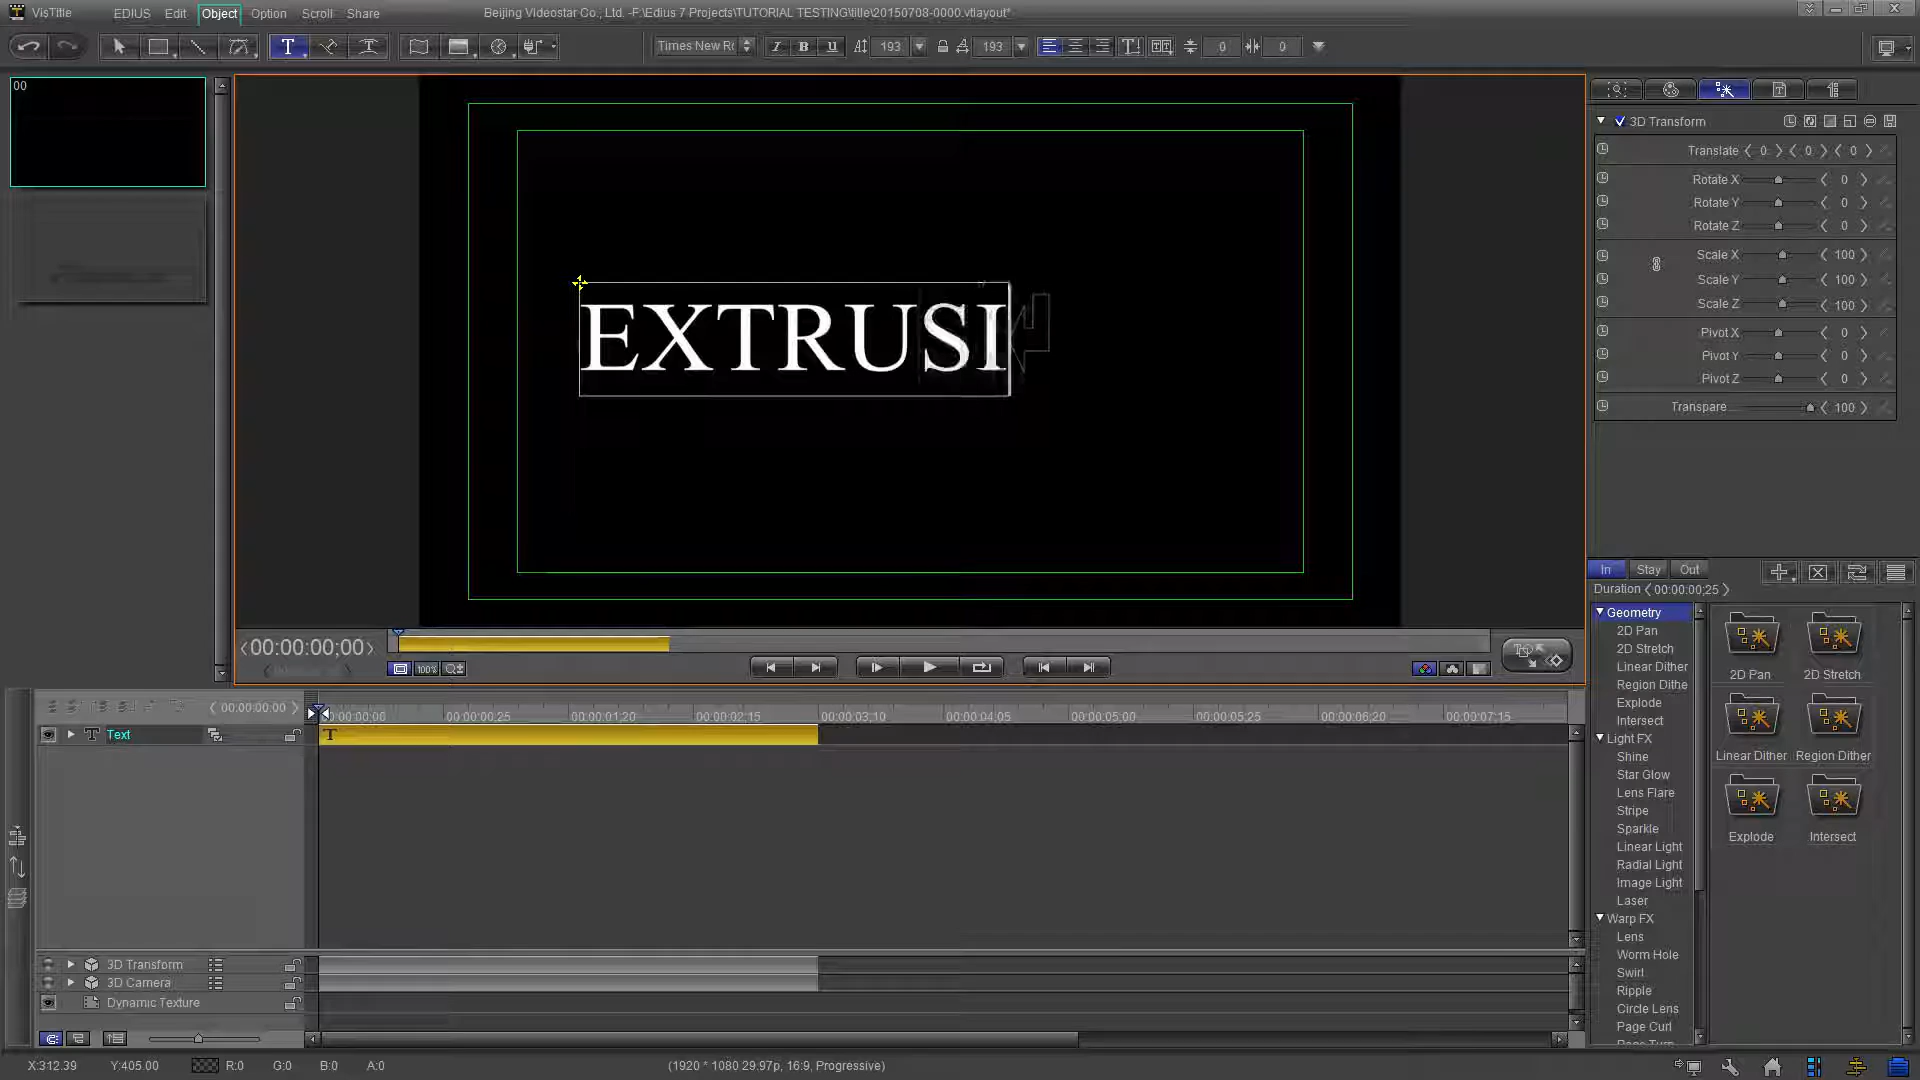 VisTitle EDIUS Edit Object Option Scroll Share Beijing Videostar Co., Ltd. -F:\Edius 7 Projects\TUTORIAL TESTING\title\20150708-0000.vtlayout*
T Times New R I B U 193 193 0 0
00
3D Transform
Translate 0 0 0
Rotate X 0
Rotate Y 0
Rotate Z 0
Scale X 100
Scale Y 100
Scale Z 100
Pivot X 0
Pivot Y 0
Pivot Z 0
Transpare... 100
EXTRUSI
In Stay Out
Duration 00:00:00;25
Geometry
2D Pan
2D Stretch
Linear Dither
Region Dithe
Explode
Intersect
Light FX
Shine
Star Glow
Lens Flare
Stripe
Sparkle
Linear Light
Radial Light
Image Light
Laser
Warp FX
Lens
Worm Hole
Swirl
Ripple
Circle Lens
Page Curl
2D Pan 2D Stretch
Linear Dither Region Dither
Explode Intersect
00:00:00;00
100%
00:00:00:00
00:00:00;25 00:00:01;20 00:00:02;15 00:00:03;10 00:00:04;05 00:00:05;00 00:00:05;25 00:00:06;20 00:00:07;15
Text T
3D Transform
3D Camera
Dynamic Texture
X:312.39 Y:405.00 R:0 G:0 B:0 A:0 (1920 * 1080 29.97p, 16:9, Progressive)